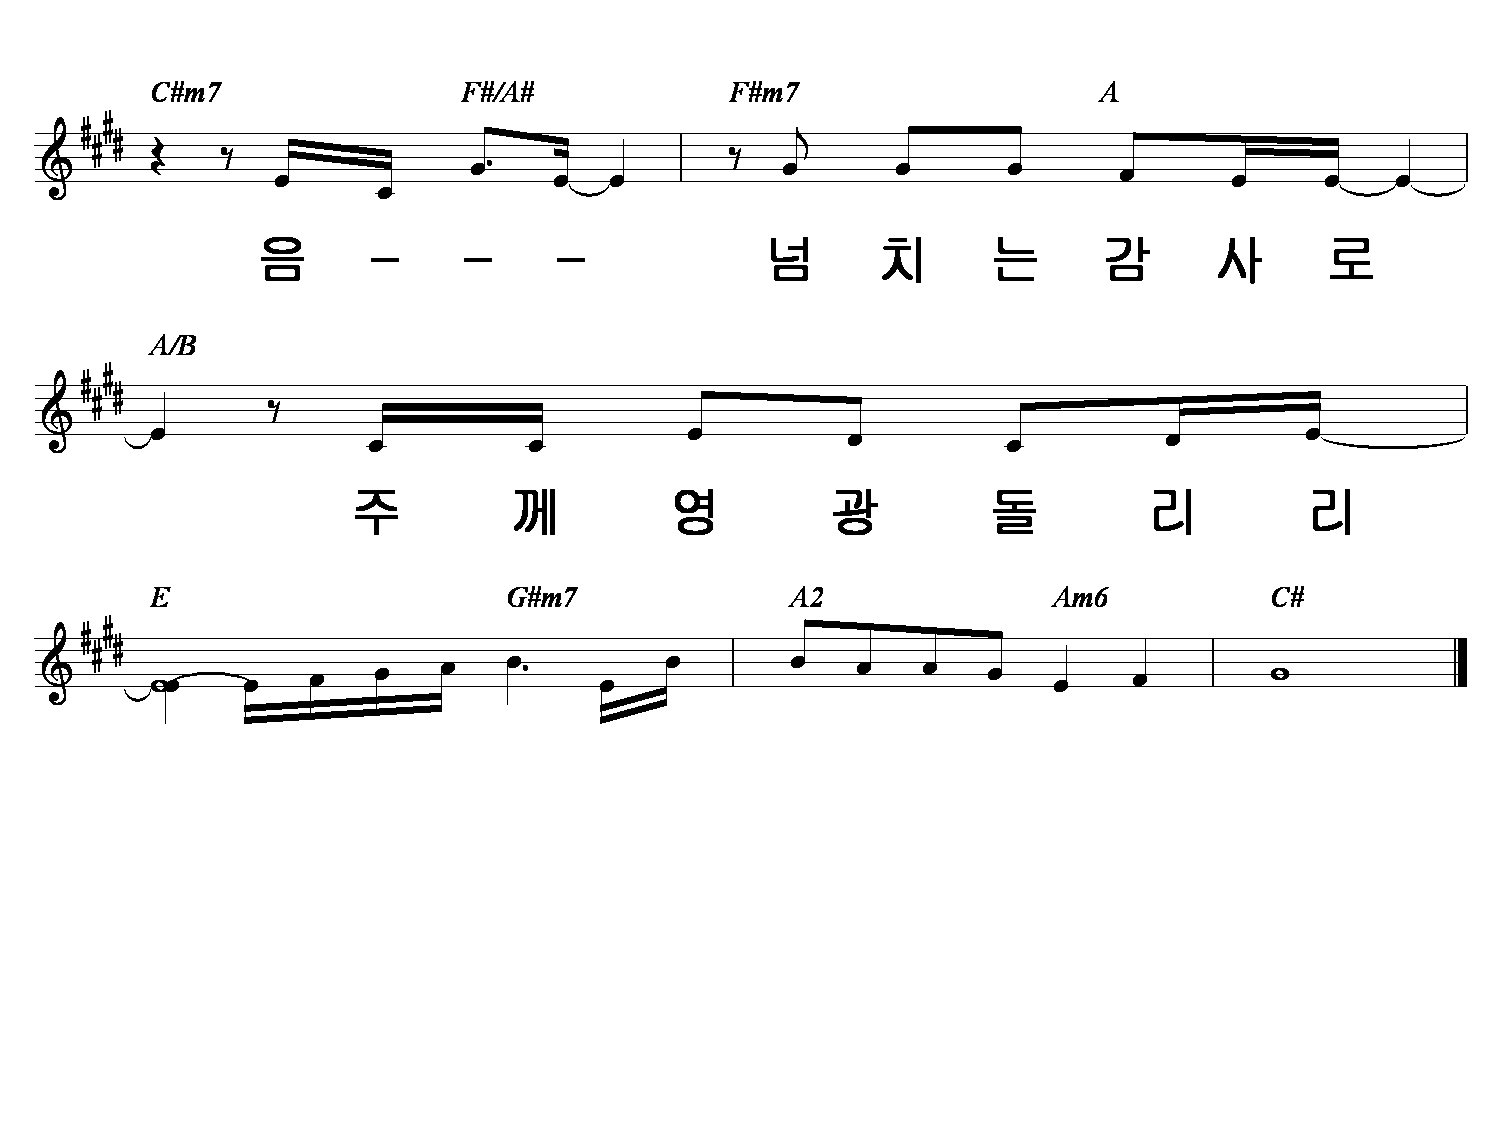 C#m7 F#/A# F#m7 A
음 - - - 넘 치 는 감 사 로
A/B
주 께 영 광 돌 리 리
E G#m7 A2 Am6 C#